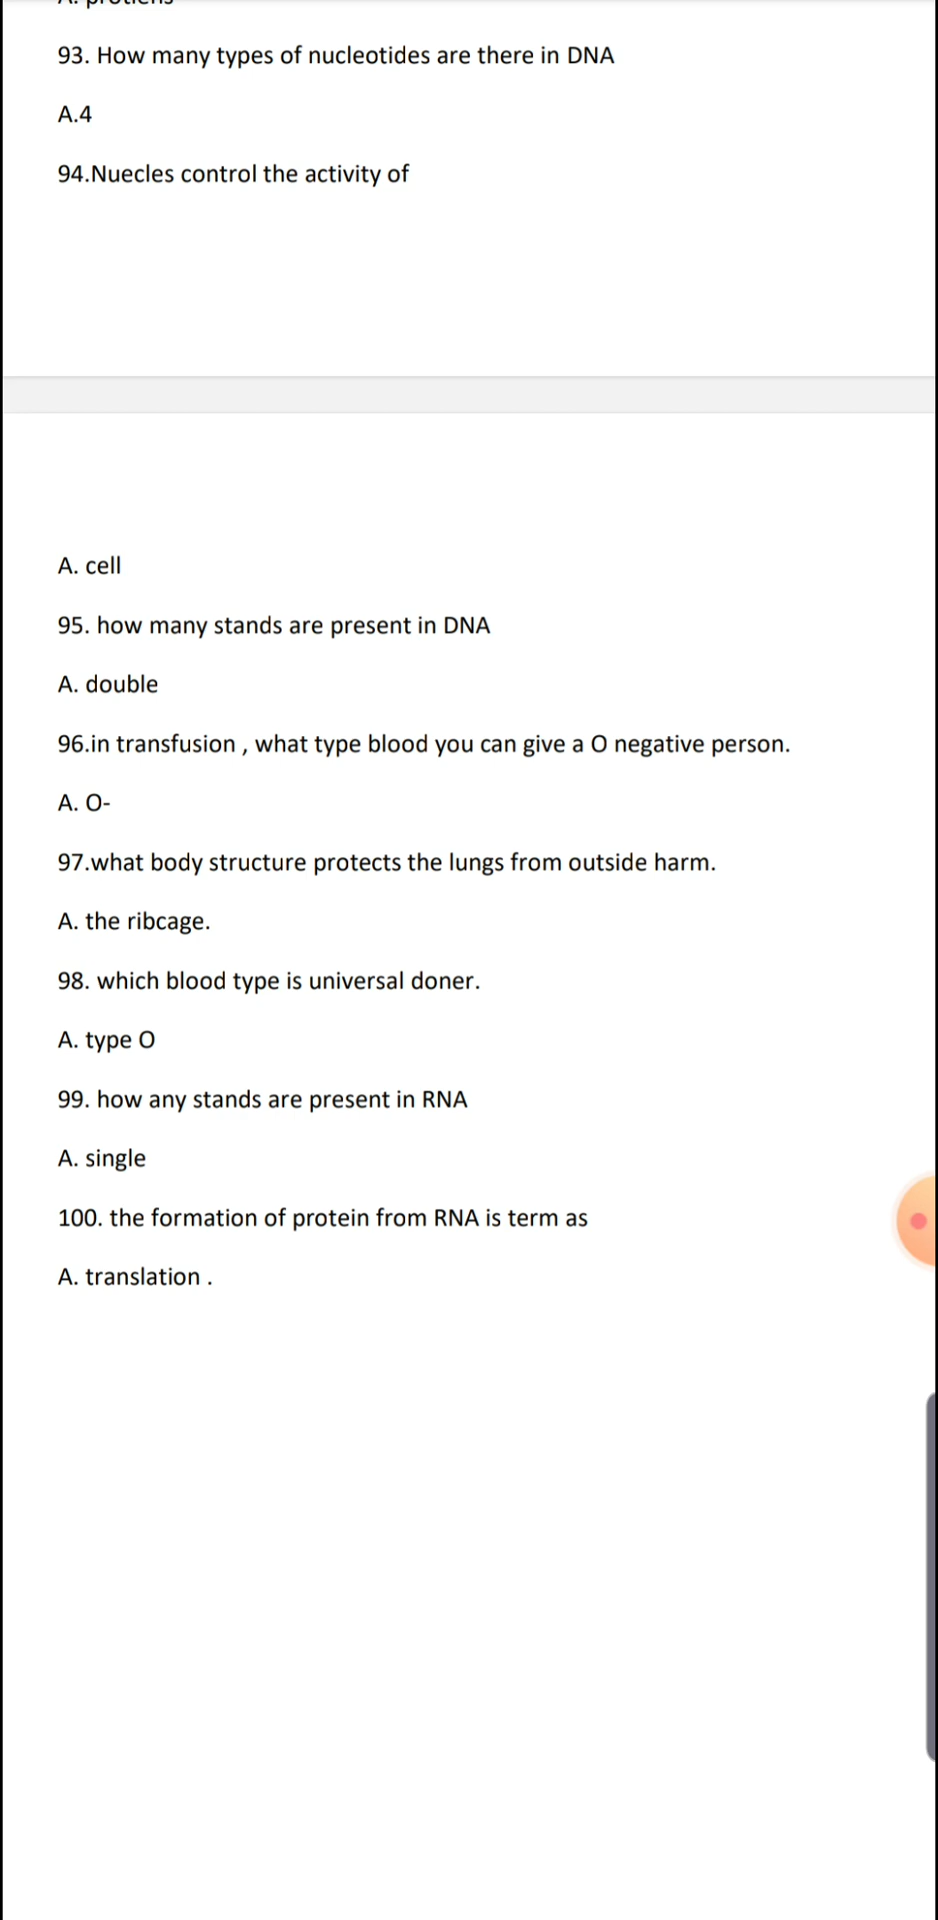 93. How many types of nucleotides are there in DNA
A.4
94.Nuecles control the activity of
A. cell
95. how many stands are present in DNA
A. double
96.in transfusion , what type blood you can give a O negative person.
A. O-
97.what body structure protects the lungs from outside harm.
A. the ribcage.
98. which blood type is universal doner.
A. type O
99. how any stands are present in RNA
A. single
100. the formation of protein from RNA is term as
A. translation .